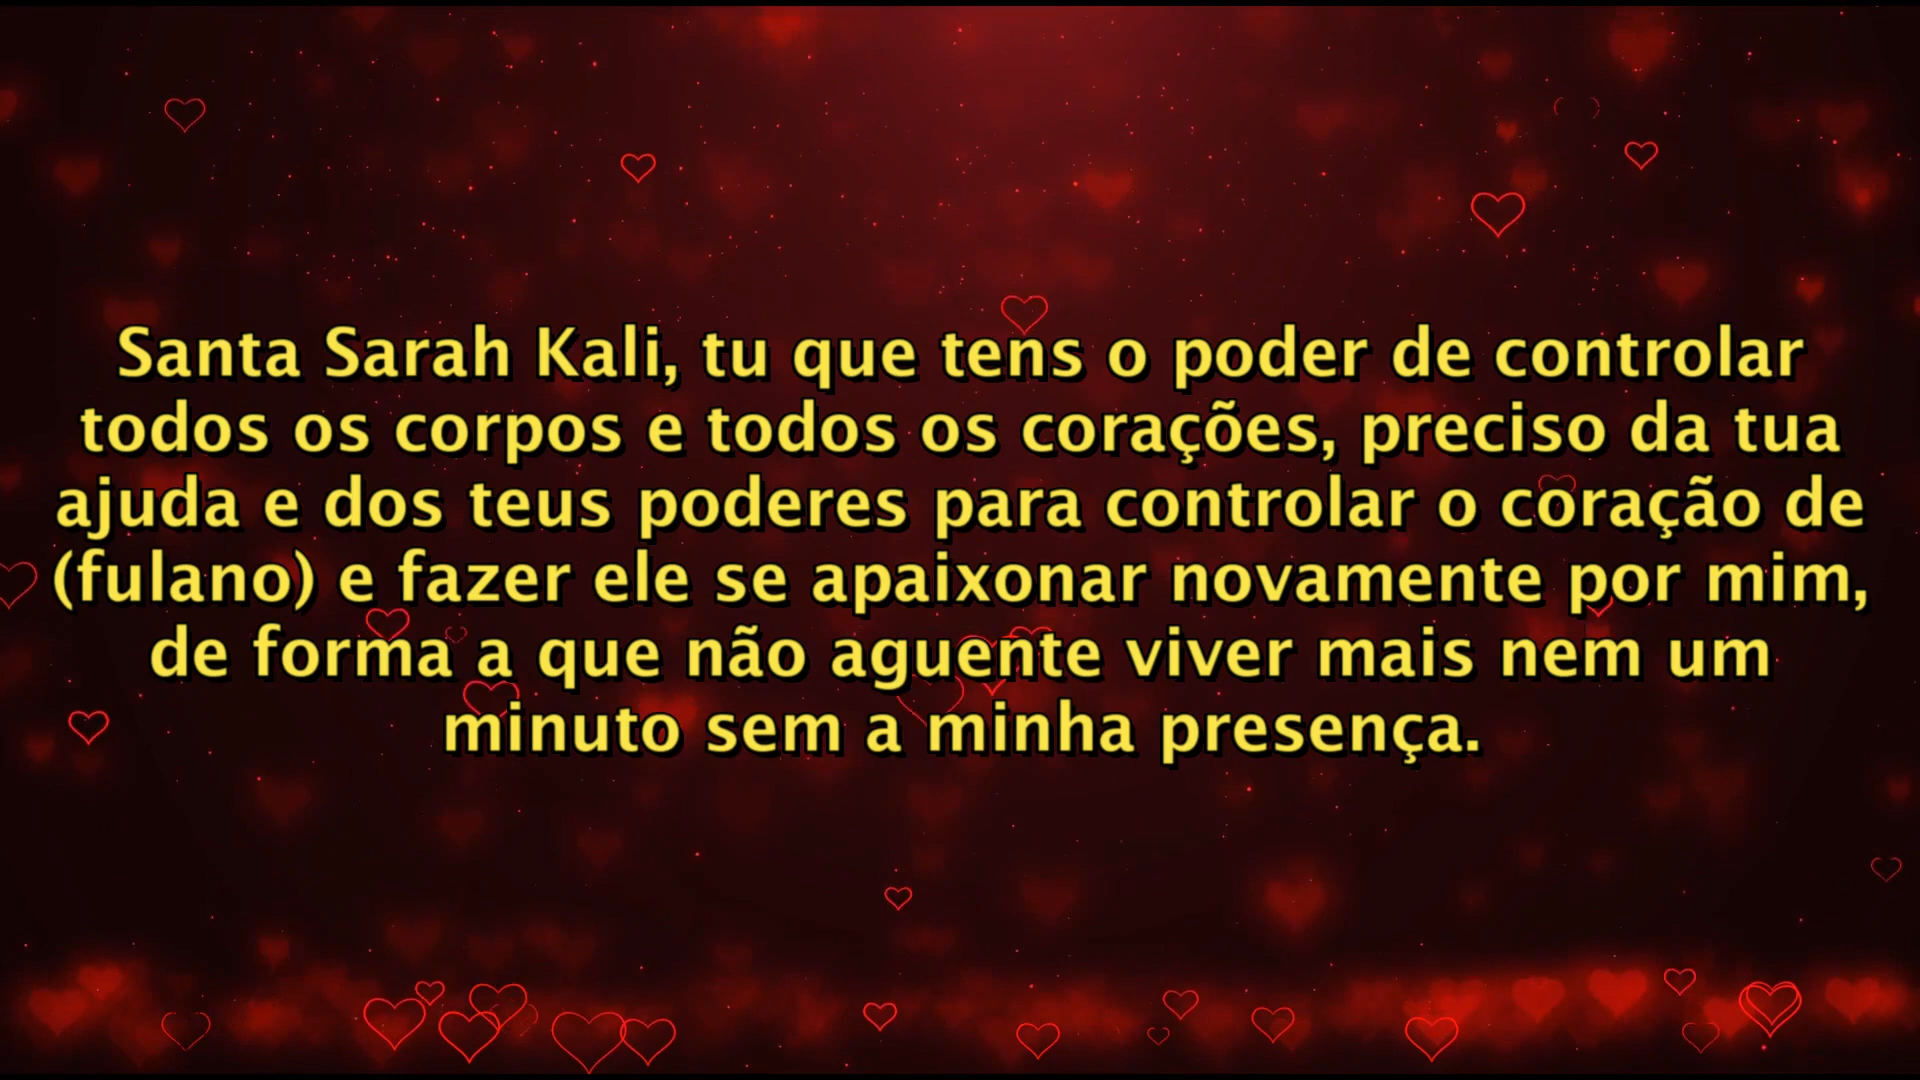 Santa Sarah Kali, tu que tens o poder de controlar
todos os corpos e todos os corações, preciso da tua
ajuda e dos teus poderes para controlar o coração de
(fulano) e fazer ele se apaixonar novamente por mim,
de forma a que não aguente viver mais nem um
minuto sem a minha presença.